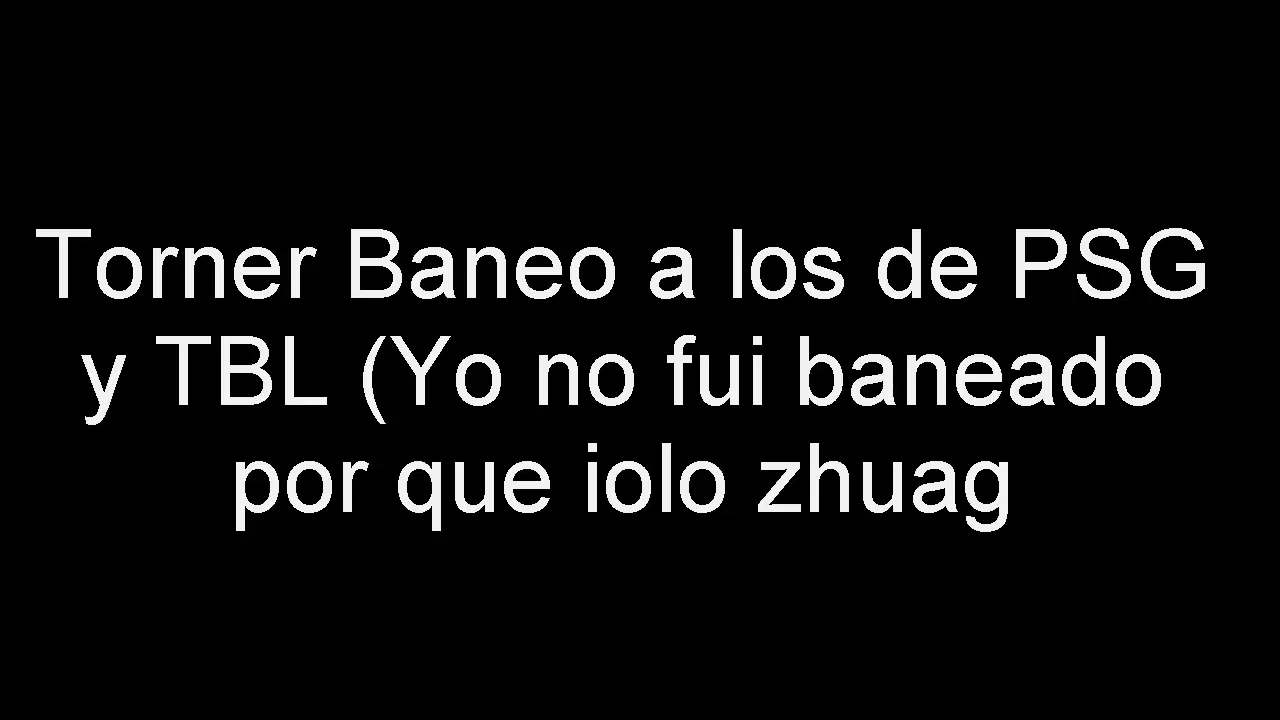 Torner Baneo a los de PSG
y TBL (Yo no fui baneado
por que iolo zhuag